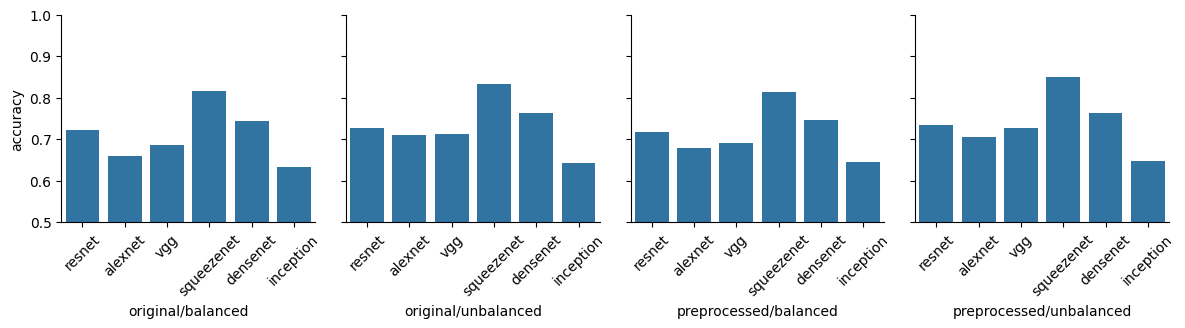 1.0
0.9
0.8
0.7
0.6
0.5
accuracy
resnet alexnet vgg squeezenet densenet inception
original/balanced
resnet alexnet vgg squeezenet densenet inception
original/unbalanced
resnet alexnet vgg squeezenet densenet inception
preprocessed/balanced
resnet alexnet vgg squeezenet densenet inception
preprocessed/unbalanced